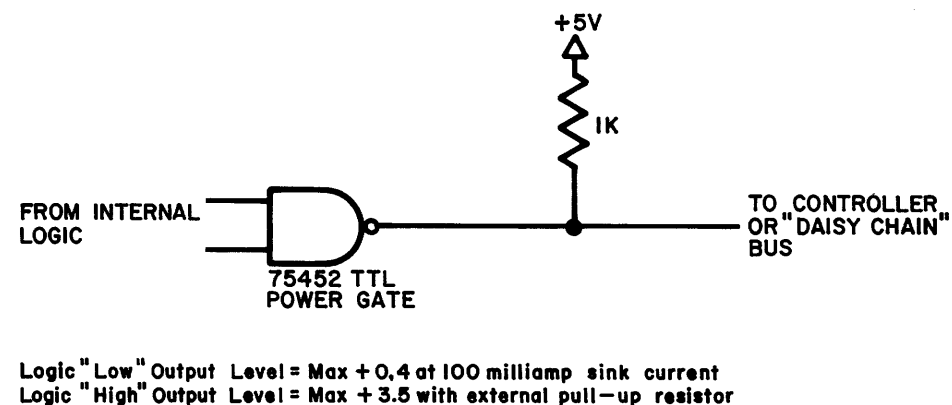 +5V
1K
FROM INTERNAL
LOGIC
TO CONTROLLER
OR "DAISY CHAIN"
BUS
75452 TTL
POWER GATE
Logic "Low" Output Level = Max + 0,4 at 100 milliamp sink current
Logic "High" Output Level = Max + 3.5 with external pull-up resistor